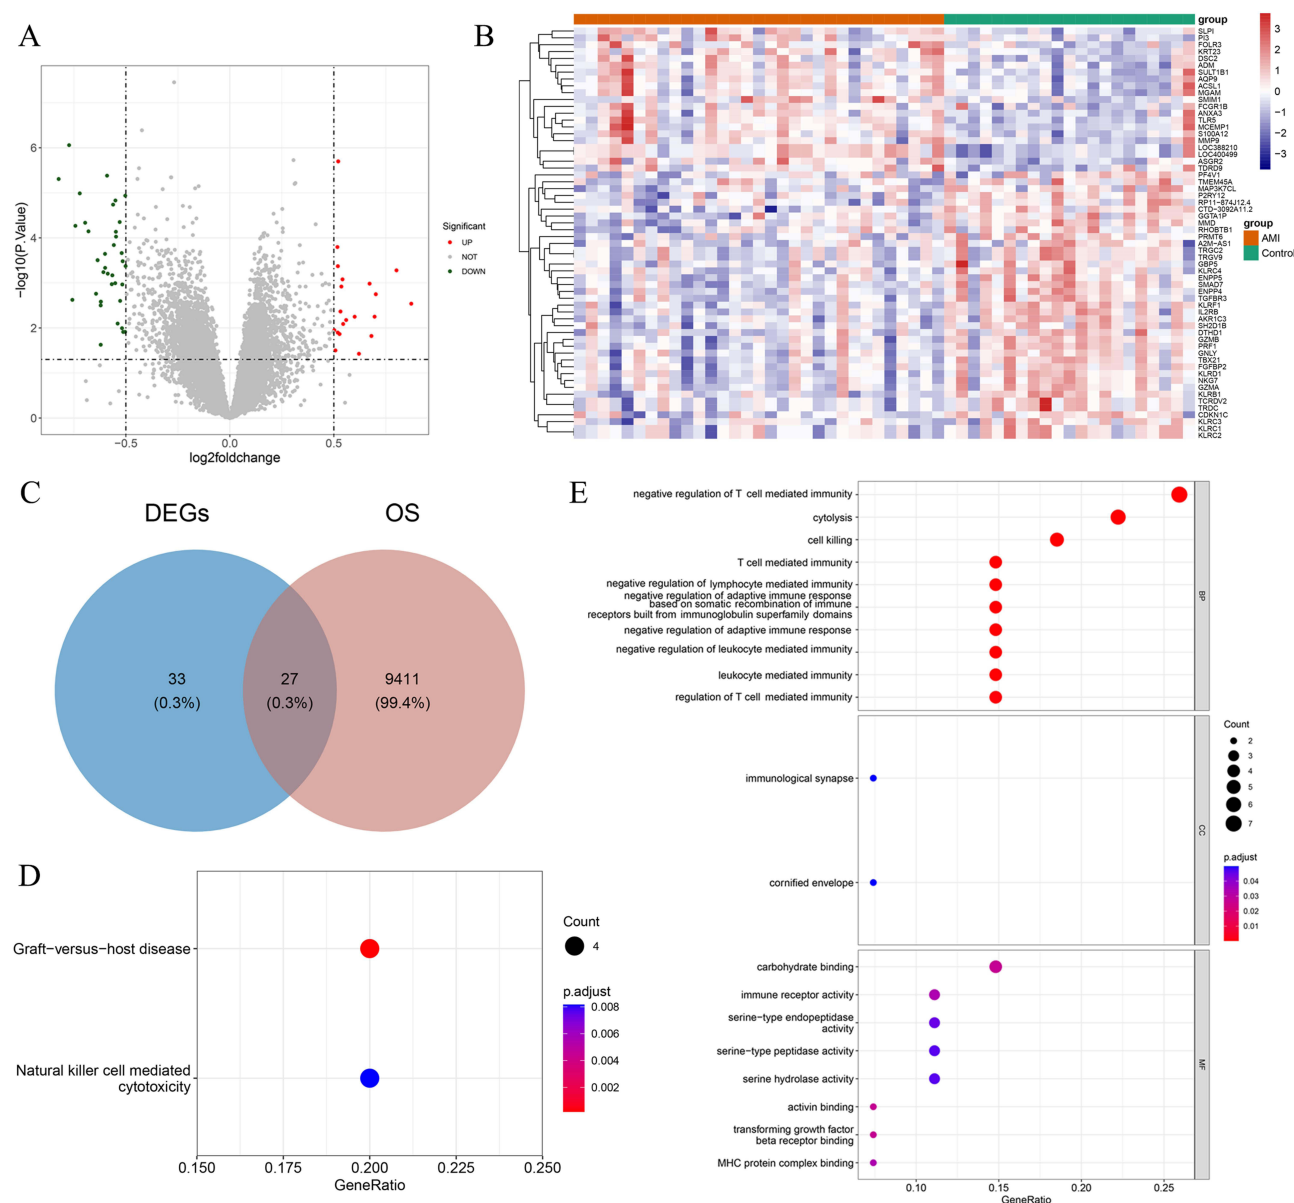 A
−log10(P.Value)
6
4
2
0
−0.5
0.0
0.5
log2foldchange
Significant
UP
NOT
DOWN
B
group
SLPI
PI3
FOLR3
KRT23
DSC2
ADM
SULT1B1
AQP9
ACSL1
MGAM
SMIM1
FCGR1B
ANXA3
TLR5
MCEMP1
S100A12
MMP9
LOC388210
LOC400499
ASGR2
TDRD9
PF4V1
TMEM45A
MAP3K7CL
P2RY12
RP11−874J12.4
CTD−3092A11.2
GGTA1P
MMD
RHOBTB1
PRMT6
A2M−AS1
TRGC2
TRGV9
GBP5
KLRC4
ENPP5
SMAD7
ENPP4
TGFBR3
KLRF1
IL2RB
AKR1C3
SH2D1B
DTHD1
GZMB
PRF1
GNLY
TBX21
FGFBP2
KLRD1
NKG7
GZMA
KLRB1
TCRDV2
TRDC
CDKN1C
KLRC3
KLRC1
KLRC2
3
2
1
0
−1
−2
−3
group
AMI
Control
C
DEGs
OS
33
(0.3%)
27
(0.3%)
9411
(99.4%)
D
Graft−versus−host disease
Natural killer cell mediated
cytotoxicity
0.150
0.175
0.200
0.225
0.250
GeneRatio
Count
4
p.adjust
0.008
0.006
0.004
0.002
E
negative regulation of T cell mediated immunity
cytolysis
cell killing
T cell mediated immunity
negative regulation of lymphocyte mediated immunity
negative regulation of adaptive immune response
based on somatic recombination of immune
receptors built from immunoglobulin superfamily domains
negative regulation of adaptive immune response
negative regulation of leukocyte mediated immunity
leukocyte mediated immunity
regulation of T cell mediated immunity
BP
immunological synapse
cornified envelope
CC
carbohydrate binding
immune receptor activity
serine−type endopeptidase
activity
serine−type peptidase activity
serine hydrolase activity
activin binding
transforming growth factor
beta receptor binding
MHC protein complex binding
MF
0.10
0.15
0.20
0.25
GeneRatio
Count
2
3
4
5
6
7
p.adjust
0.04
0.03
0.02
0.01